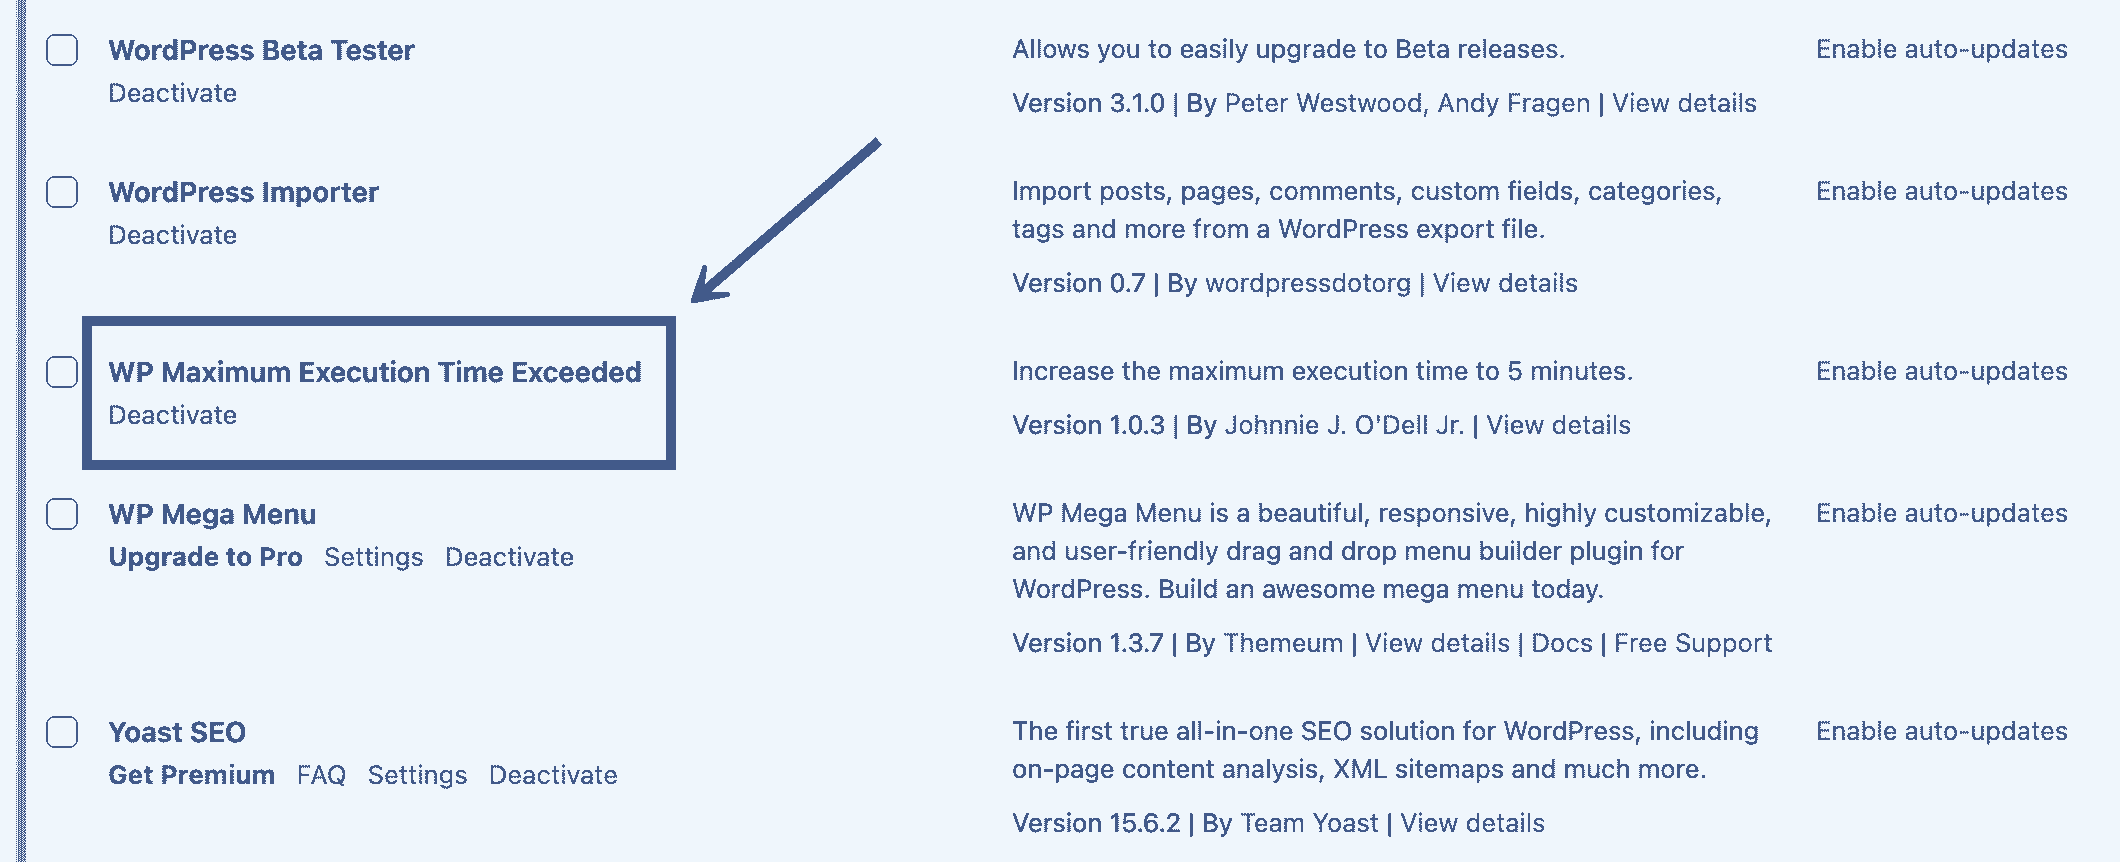 WordPress Beta Tester
Deactivate
Allows you to easily upgrade to Beta releases.
Version 3.1.0 | By Peter Westwood, Andy Fragen | View details
Enable auto-updates
WordPress Importer
Deactivate
Import posts, pages, comments, custom fields, categories,
tags and more from a WordPress export file.
Version 0.7 | By wordpressdotorg | View details
Enable auto-updates
WP Maximum Execution Time Exceeded
Deactivate
Increase the maximum execution time to 5 minutes.
Version 1.0.3 | By Johnnie J. O'Dell Jr. | View details
Enable auto-updates
WP Mega Menu
Upgrade to Pro Settings Deactivate
WP Mega Menu is a beautiful, responsive, highly customizable,
and user-friendly drag and drop menu builder plugin for
WordPress. Build an awesome mega menu today.
Version 1.3.7 | By Themeum | View details | Docs | Free Support
Enable auto-updates
Yoast SEO
Get Premium FAQ Settings Deactivate
The first true all-in-one SEO solution for WordPress, including
on-page content analysis, XML sitemaps and much more.
Version 15.6.2 | By Team Yoast | View details
Enable auto-updates